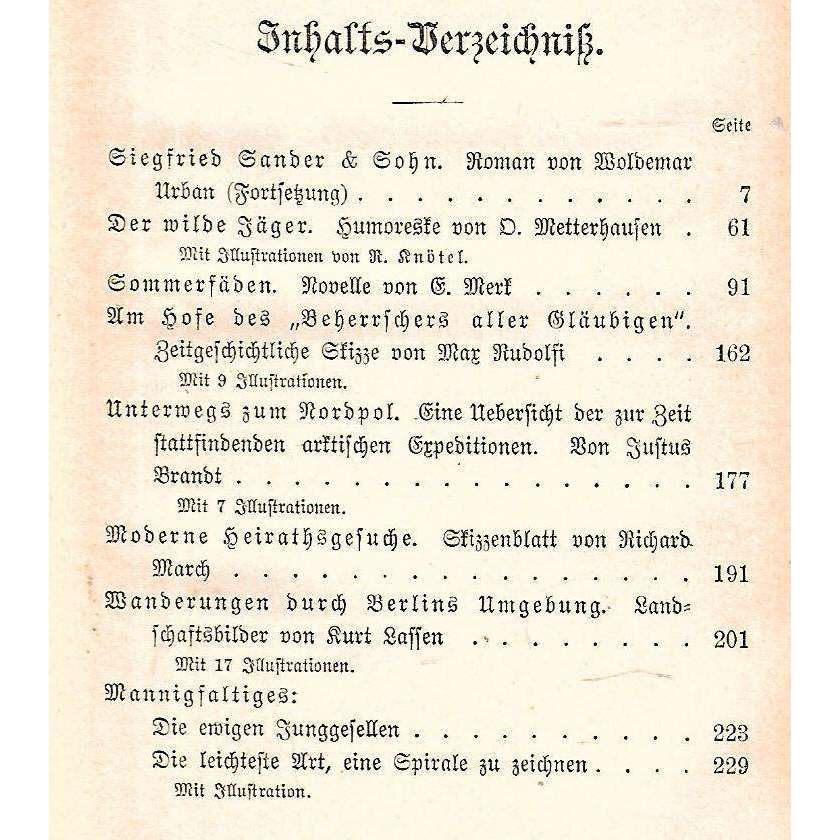 Inhalts-Verzeichniß.
Seite
Siegfried Sander & Sohn. Roman von Woldemar
Urban (Fortsetzung) . . . . . . . . . . . . 7
Der wilde Jäger. Humoreske von O. Metterhausen . 61
Mit Illustrationen von R. Knötel.
Sommerfäden. Novelle von E. Merk . . . . . . 91
Am Hofe des „Beherrschers aller Gläubigen“.
Zeitgeschichtliche Skizze von Max Rudolfi . . . . 162
Mit 9 Illustrationen.
Unterwegs zum Nordpol. Eine Uebersicht der zur Zeit
stattfindenden arktischen Expeditionen. Von Justus
Brandt . . . . . . . . . . . . . . . . . 177
Mit 7 Illustrationen.
Moderne Heirathsgesuche. Skizzenblatt von Richard
March . . . . . . . . . . . . . . . . . 191
Wanderungen durch Berlins Umgebung. Land-
schaftsbilder von Kurt Lassen . . . . . . . . 201
Mit 17 Illustrationen.
Mannigfaltiges:
Die ewigen Junggesellen . . . . . . . . . . 223
Die leichteste Art, eine Spirale zu zeichnen . . . . 229
Mit Illustration.